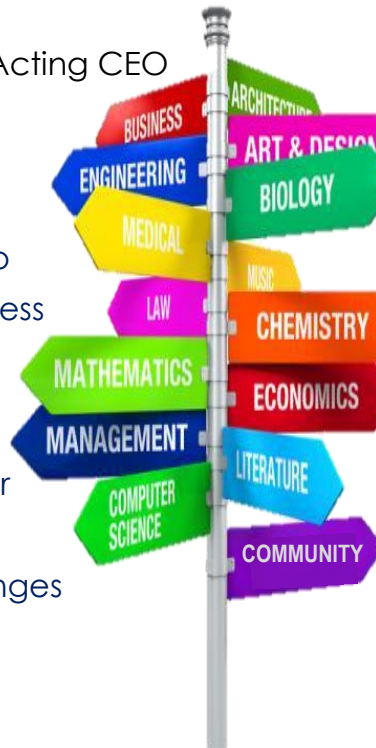 Acting CEO
ARCHITECTURE
BUSINESS
ART & DESIGN
ENGINEERING
BIOLOGY
MEDICAL
MUSIC
ess
LAW
CHEMISTRY
MATHEMATICS
ECONOMICS
MANAGEMENT
LITERATURE
r
COMPUTER
SCIENCE
COMMUNITY
nges